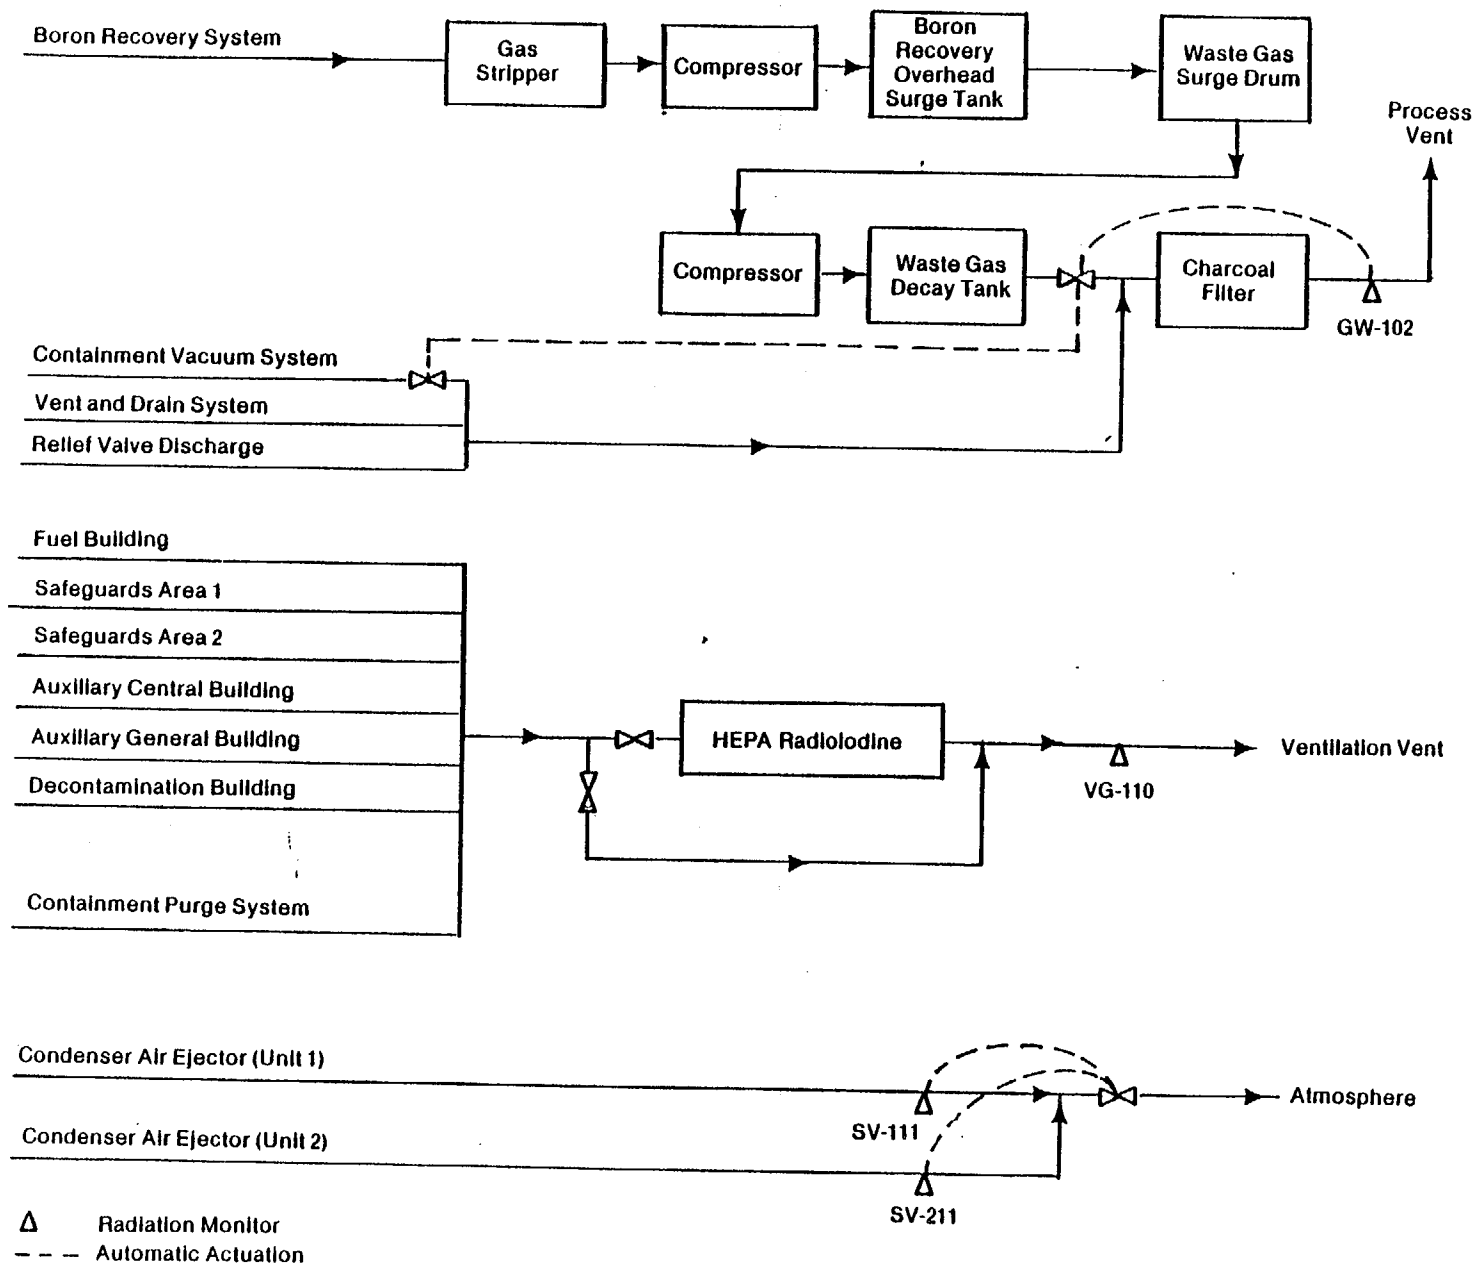 Boron Recovery System
Gas
Stripper
Compressor
Boron
Recovery
Overhead
Surge Tank
Waste Gas
Surge Drum
Process
Vent
Compressor
Waste Gas
Decay Tank
Charcoal
Filter
GW-102
Containment Vacuum System
Vent and Drain System
Relief Valve Discharge
Fuel Building
Safeguards Area 1
Safeguards Area 2
Auxiliary Central Building
Auxiliary General Building
Decontamination Building
Containment Purge System
HEPA Radioiodine
VG-110
Ventilation Vent
Condenser Air Ejector (Unit 1)
SV-111
Atmosphere
Condenser Air Ejector (Unit 2)
SV-211
Radiation Monitor
Automatic Actuation